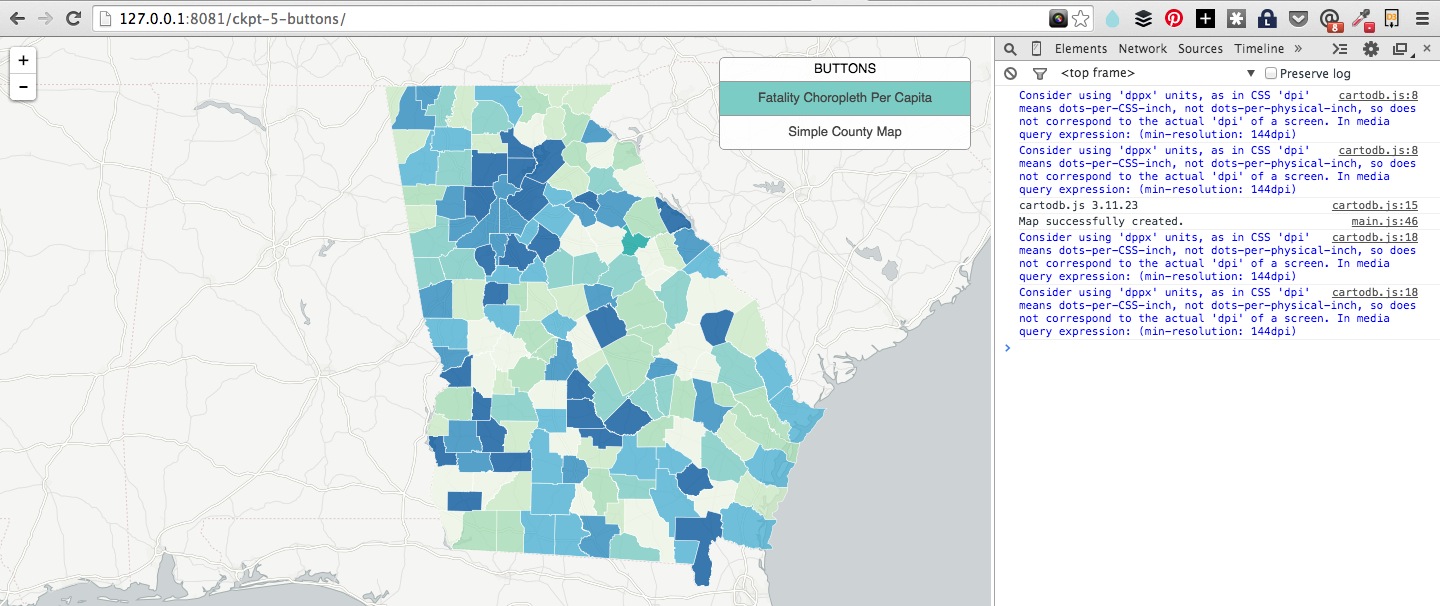 127.0.0.1:8081/ckpt-5-buttons/
8
D3
+
-
BUTTONS
Fatality Choropleth Per Capita
Simple County Map
Elements Network Sources Timeline »
<top frame> ▼ Preserve log
Consider using 'dppx' units, as in CSS 'dpi' cartodb.js:8
means dots-per-CSS-inch, not dots-per-physical-inch, so does
not correspond to the actual 'dpi' of a screen. In media
query expression: (min-resolution: 144dpi)
Consider using 'dppx' units, as in CSS 'dpi' cartodb.js:8
means dots-per-CSS-inch, not dots-per-physical-inch, so does
not correspond to the actual 'dpi' of a screen. In media
query expression: (min-resolution: 144dpi)
cartodb.js 3.11.23 cartodb.js:15
Map successfully created. main.js:46
Consider using 'dppx' units, as in CSS 'dpi' cartodb.js:18
means dots-per-CSS-inch, not dots-per-physical-inch, so does
not correspond to the actual 'dpi' of a screen. In media
query expression: (min-resolution: 144dpi)
Consider using 'dppx' units, as in CSS 'dpi' cartodb.js:18
means dots-per-CSS-inch, not dots-per-physical-inch, so does
not correspond to the actual 'dpi' of a screen. In media
query expression: (min-resolution: 144dpi)